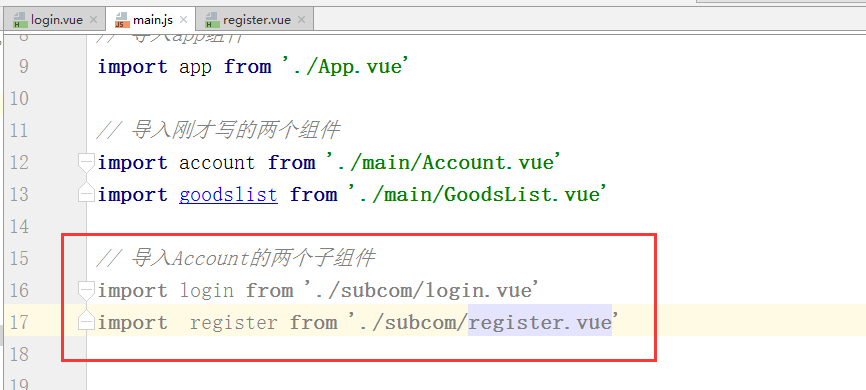 login.vue main.js register.vue
8 // 导入app组件
9 import app from './App.vue'
10
11 // 导入刚才写的两个组件
12 import account from './main/Account.vue'
13 import goodslist from './main/GoodsList.vue'
14
15 // 导入Account的两个子组件
16 import login from './subcom/login.vue'
17 import  register from './subcom/register.vue'
18
19